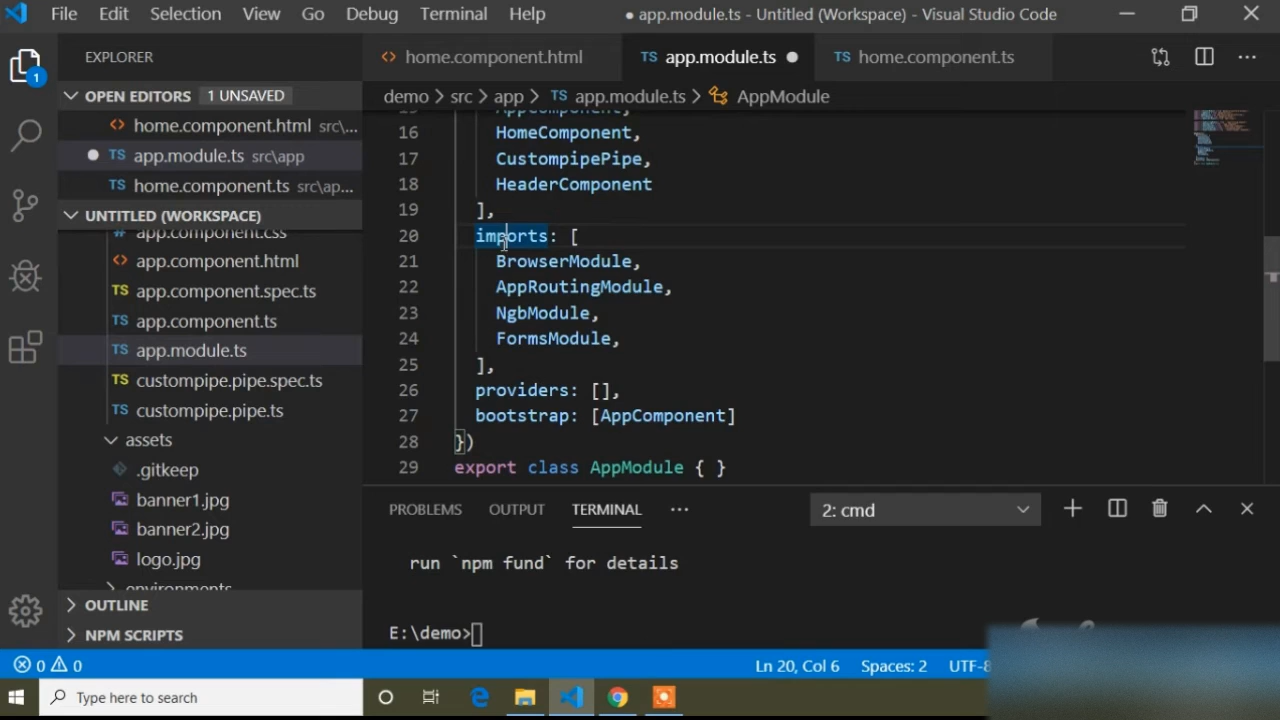 File Edit Selection View Go Debug Terminal Help ● app.module.ts - Untitled (Workspace) - Visual Studio Code
EXPLORER
home.component.html TS app.module.ts TS home.component.ts
OPEN EDITORS 1 UNSAVED
demo > src > app > TS app.module.ts > AppModule
home.component.html src\...
TS app.module.ts src\app
TS home.component.ts src\ap...
UNTITLED (WORKSPACE)
app.component.css
app.component.html
TS app.component.spec.ts
TS app.component.ts
TS app.module.ts
TS custompipe.pipe.spec.ts
TS custompipe.pipe.ts
assets
.gitkeep
banner1.jpg
banner2.jpg
logo.jpg
environments
OUTLINE
NPM SCRIPTS
15 AppComponent,
16 HomeComponent,
17 CustompipePipe,
18 HeaderComponent
19 ],
20 imports: [
21 BrowserModule,
22 AppRoutingModule,
23 NgbModule,
24 FormsModule,
25 ],
26 providers: [],
27 bootstrap: [AppComponent]
28 })
29 export class AppModule { }
PROBLEMS OUTPUT TERMINAL ... 2: cmd
run `npm fund` for details
E:\demo>
0 0 Ln 20, Col 6 Spaces: 2 UTF-8
Type here to search
1